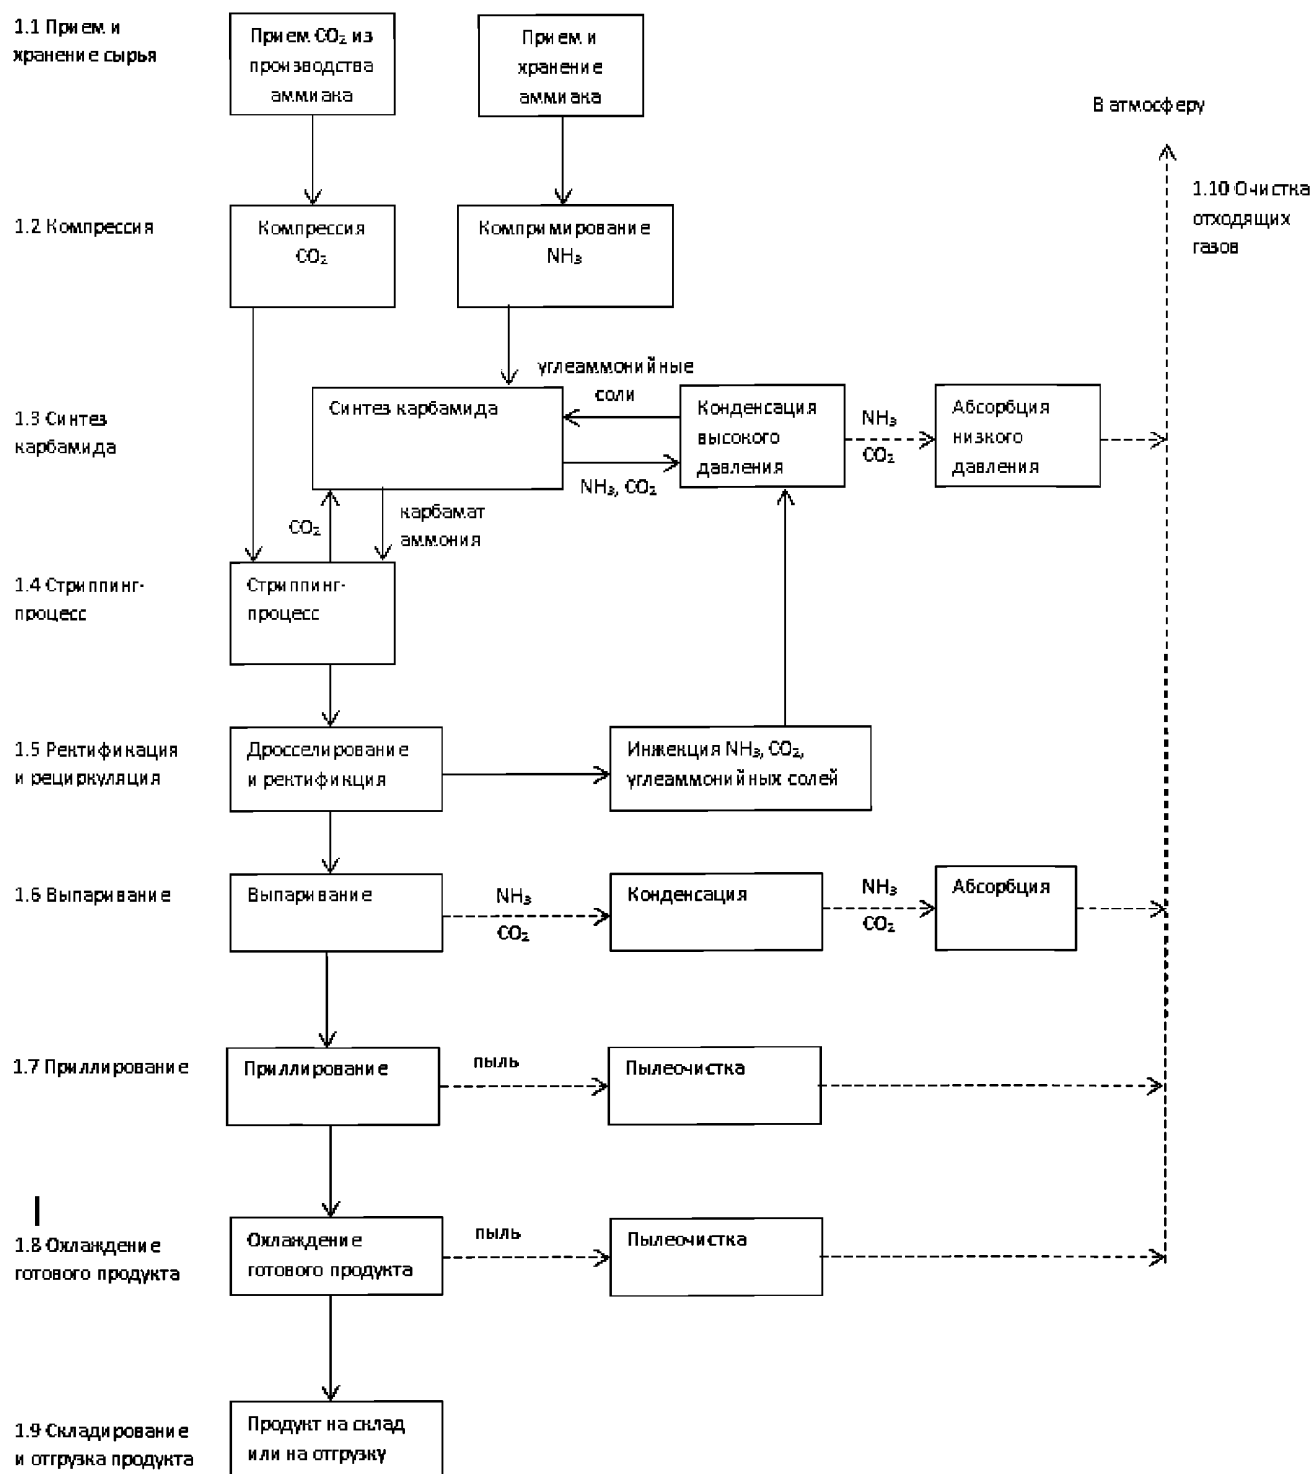 1.1 Прием и
хранение сырья
Прием CO₂ из
производства
аммиака
Прием и
хранение
аммиака
В атмосферу
1.10 Очистка
отходящих
газов
1.2 Компрессия
Компрессия
CO₂
Компримирование
NH₃
углеаммонийные
соли
1.3 Синтез
карбамида
Синтез карбамида
NH₃, CO₂
Конденсация
высокого
давления
NH₃
CO₂
Абсорбция
низкого
давления
CO₂
карбамат
аммония
1.4 Стриппинг-
процесс
Стриппинг-
процесс
1.5 Ректификация
и рециркуляция
Дросселирование
и ректификция
Инжекция NH₃, CO₂,
углеаммонийных солей
1.6 Выпаривание
Выпаривание
NH₃
CO₂
Конденсация
NH₃
CO₂
Абсорбция
1.7 Приллирование
Приллирование
пыль
Пылеочистка
1.8 Охлаждение
готового продукта
Охлаждение
готового продукта
пыль
Пылеочистка
1.9 Складирование
и отгрузка продукта
Продукт на склад
или на отгрузку